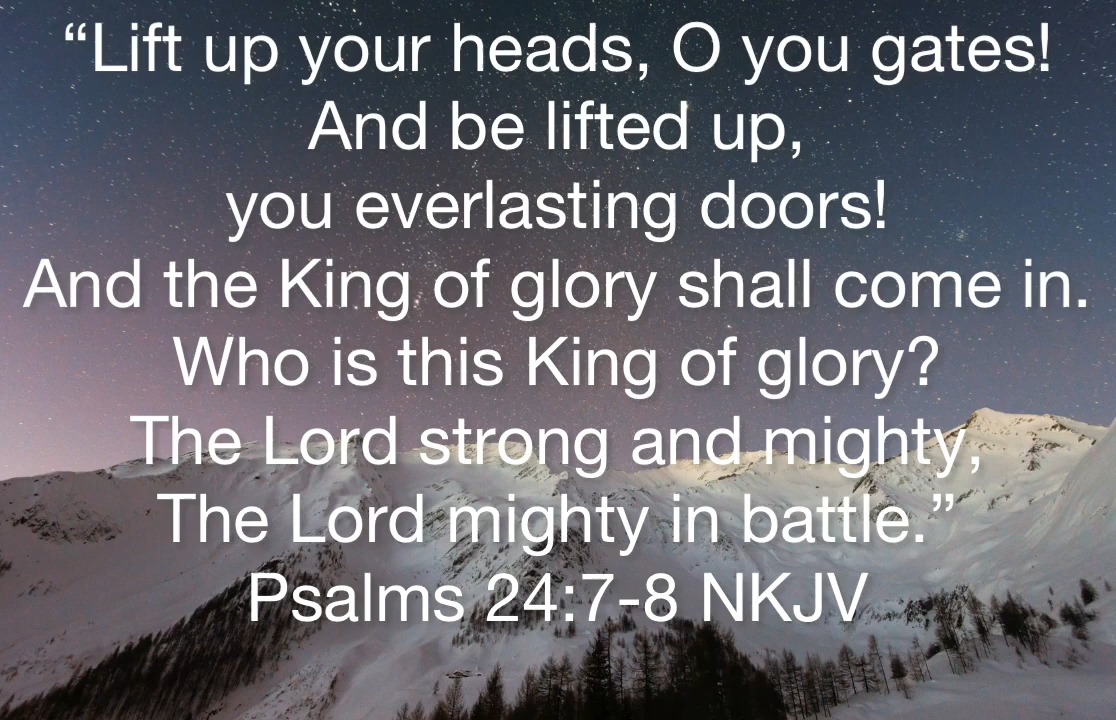 “Lift up your heads, O you gates!
And be lifted up,
you everlasting doors!
And the King of glory shall come in.
Who is this King of glory?
The Lord strong and mighty,
The Lord mighty in battle.”
Psalms 24:7-8 NKJV